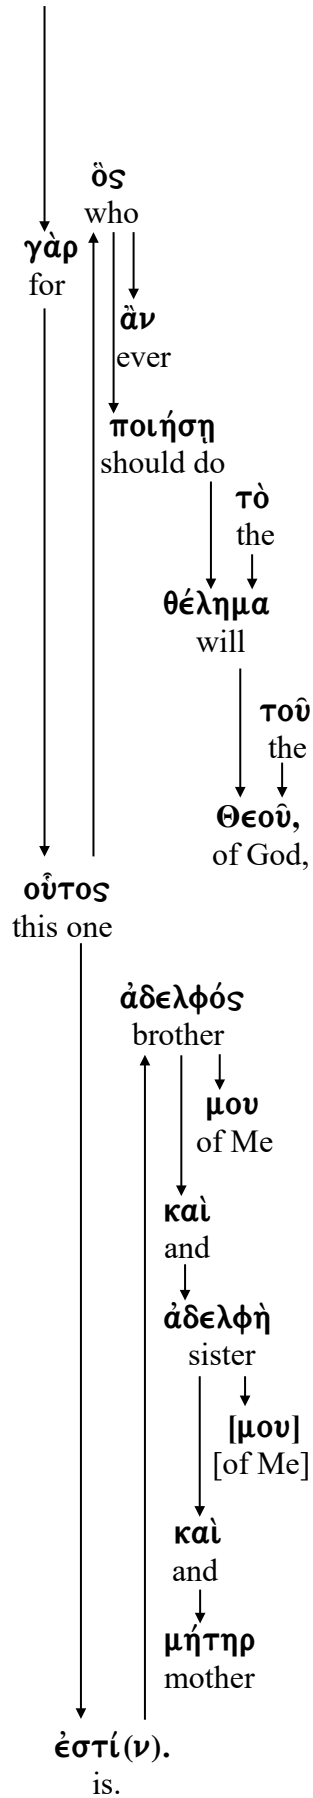 ὃς
who
γὰρ
for
ἂν
ever
ποιήσῃ
should do
τὸ
the
θέλημα
will
τοῦ
the
Θεοῦ,
of God,
οὗτος
this one
ἀδελφός
brother
μου
of Me
καὶ
and
ἀδελφὴ
sister
[μου]
[of Me]
καὶ
and
μήτηρ
mother
ἐστί(ν).
is.